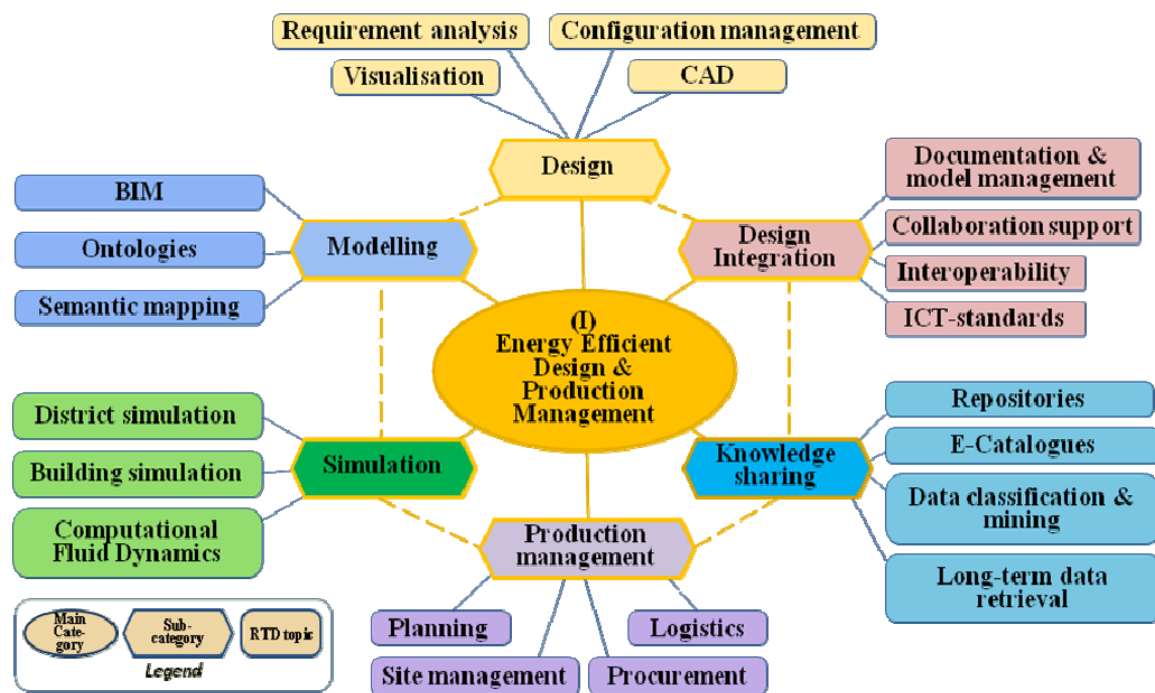 Requirement analysis
Configuration management
Visualisation
CAD
Design
Documentation &
model management
BIM
Modelling
Design
Integration
Collaboration support
Ontologies
Interoperability
Semantic mapping
ICT-standards
(I)
Energy Efficient
Design &
Production
Management
Repositories
District simulation
E-Catalogues
Simulation
Knowledge
sharing
Building simulation
Data classification &
mining
Computational
Fluid Dynamics
Production
management
Long-term data
retrieval
Planning
Logistics
Site management
Procurement
Main
Cate-
gory
Sub-
category
RTD topic
Legend